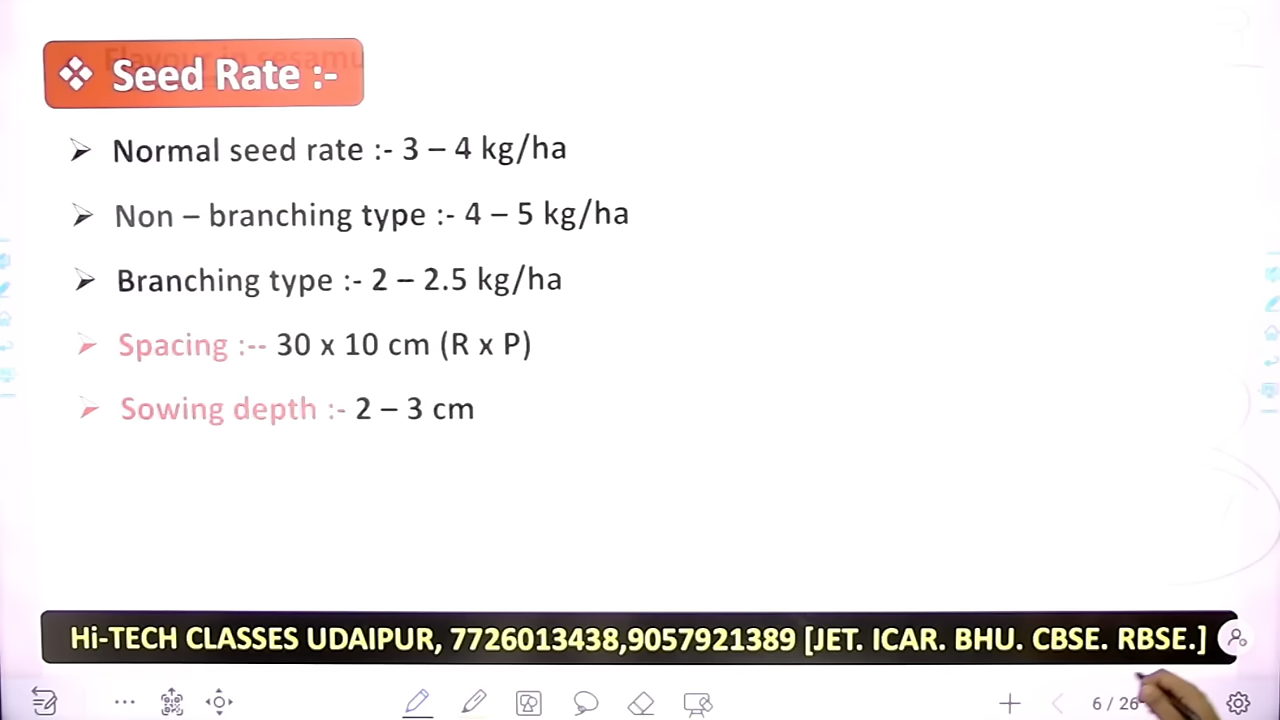 Seed Rate :-
Normal seed rate :- 3 – 4 kg/ha
Non – branching type :- 4 – 5 kg/ha
Branching type :- 2 – 2.5 kg/ha
Spacing :-- 30 x 10 cm (R x P)
Sowing depth :- 2 – 3 cm
Hi-TECH CLASSES UDAIPUR, 7726013438,9057921389 [JET. ICAR. BHU. CBSE. RBSE.]
6 / 26